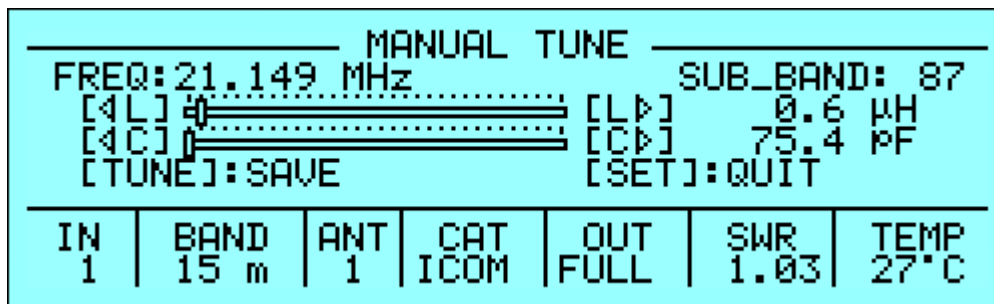 MANUAL TUNE
FREQ:21.149 MHz SUB_BAND: 87
[◁L] [L▷] 0.6 µH
[◁C] [C▷] 75.4 pF
[TUNE]:SAVE [SET]:QUIT
IN BAND ANT CAT OUT SWR TEMP
1 15 m 1 ICOM FULL 1.03 27°C